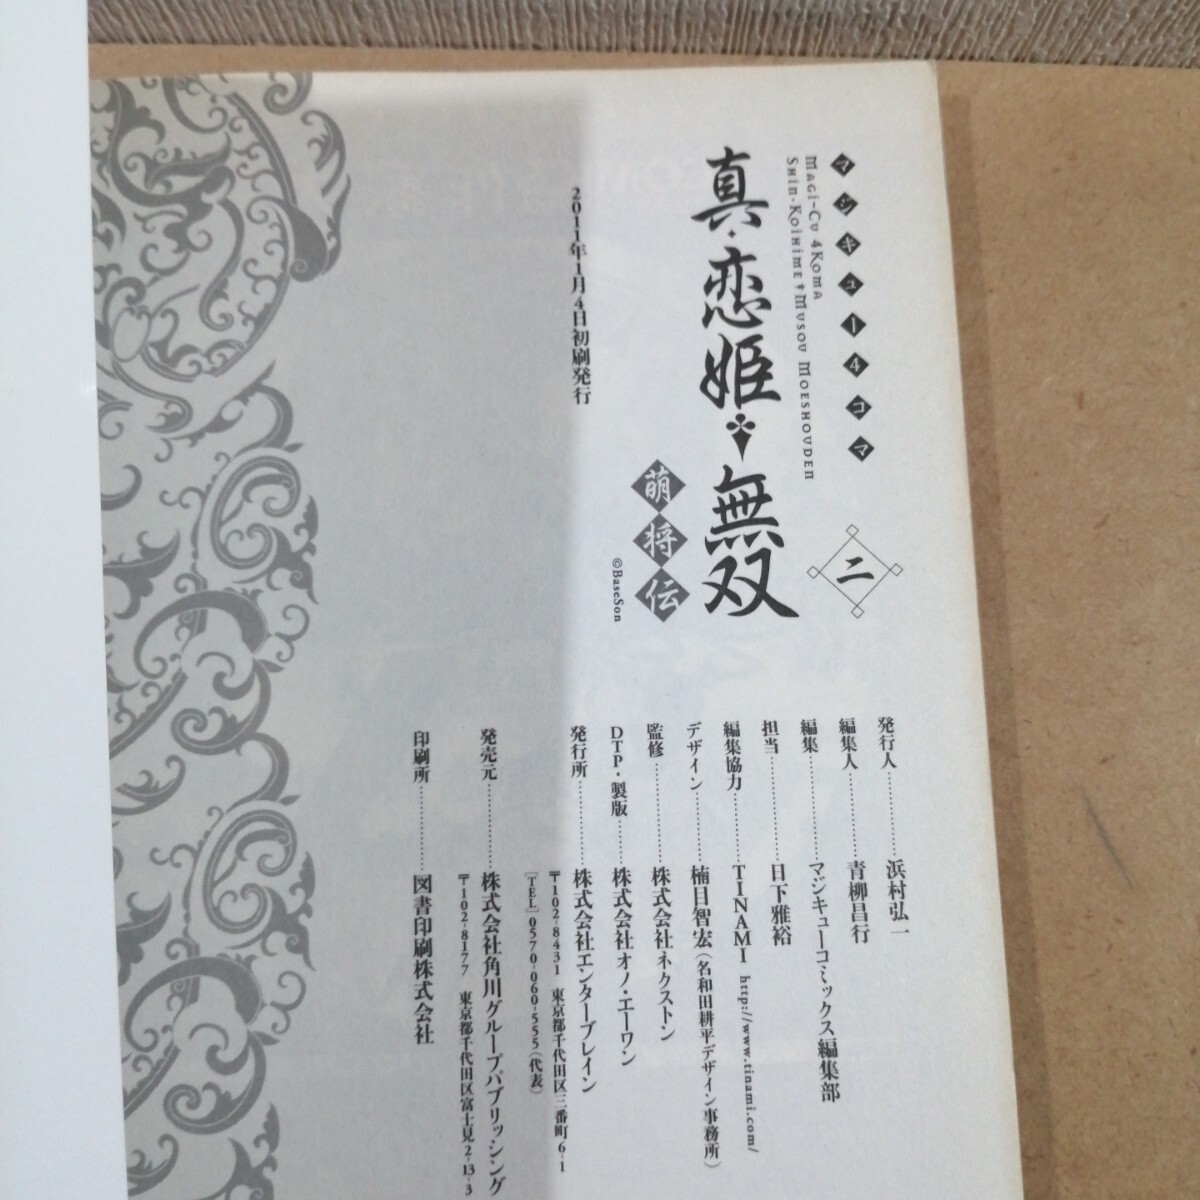 マジキュー4コマ
Magi-Cu 4Koma
Shin・Koihime†Musou Moeshouden
真・恋姫†無双
萌将伝
©BaseSon
二
2011年1月4日初刷発行
発行人…………浜村弘一
編集人…………青柳昌行
編集…………マジキューコミックス編集部
担当…………日下雅裕
編集協力…………TINAMI http://www.tinami.com/
デザイン…………楠目智宏(名和田耕平デザイン事務所)
監修…………株式会社ネクストン
DTP・製版…………株式会社オノ・エーワン
発行所…………株式会社エンターブレイン
〒102-8431 東京都千代田区三番町6-1
[TEL] 0570-060-555(代表)
発売元…………株式会社角川グループパブリッシング
〒102-8177 東京都千代田区富士見2-13-3
印刷所…………図書印刷株式会社